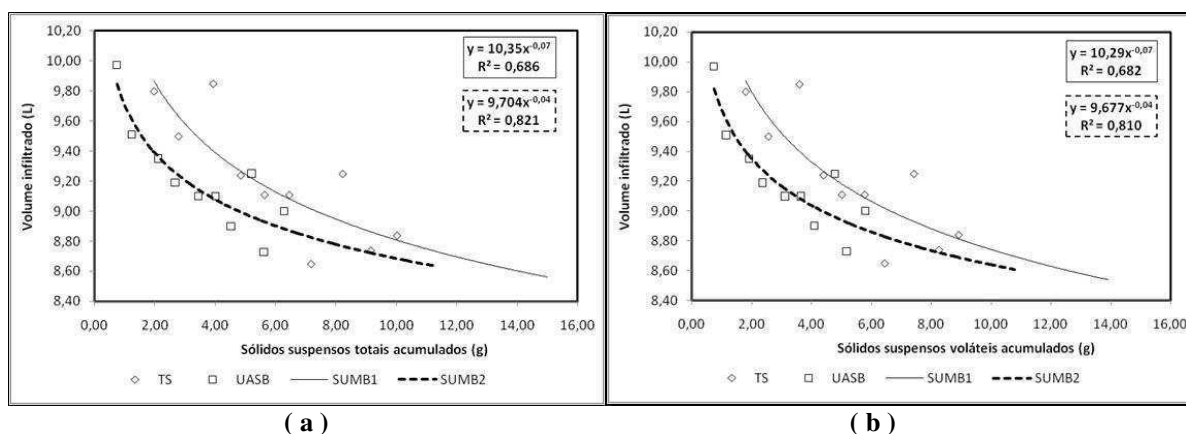 10,20
10,00
9,80
9,60
9,40
9,20
9,00
8,80
8,60
8,40
Volume infiltrado (L)
y = 10,35x^-0,07
R² = 0,686
y = 9,704x^-0,04
R² = 0,821
0,00 2,00 4,00 6,00 8,00 10,00 12,00 14,00 16,00
Sólidos suspensos totais acumulados (g)
TS UASB SUMB1 SUMB2
( a )
10,20
10,00
9,80
9,60
9,40
9,20
9,00
8,80
8,60
8,40
Volume infiltrado (L)
y = 10,29x^-0,07
R² = 0,682
y = 9,677x^-0,04
R² = 0,810
0,00 2,00 4,00 6,00 8,00 10,00 12,00 14,00 16,00
Sólidos suspensos voláteis acumulados (g)
TS UASB SUMB1 SUMB2
( b )